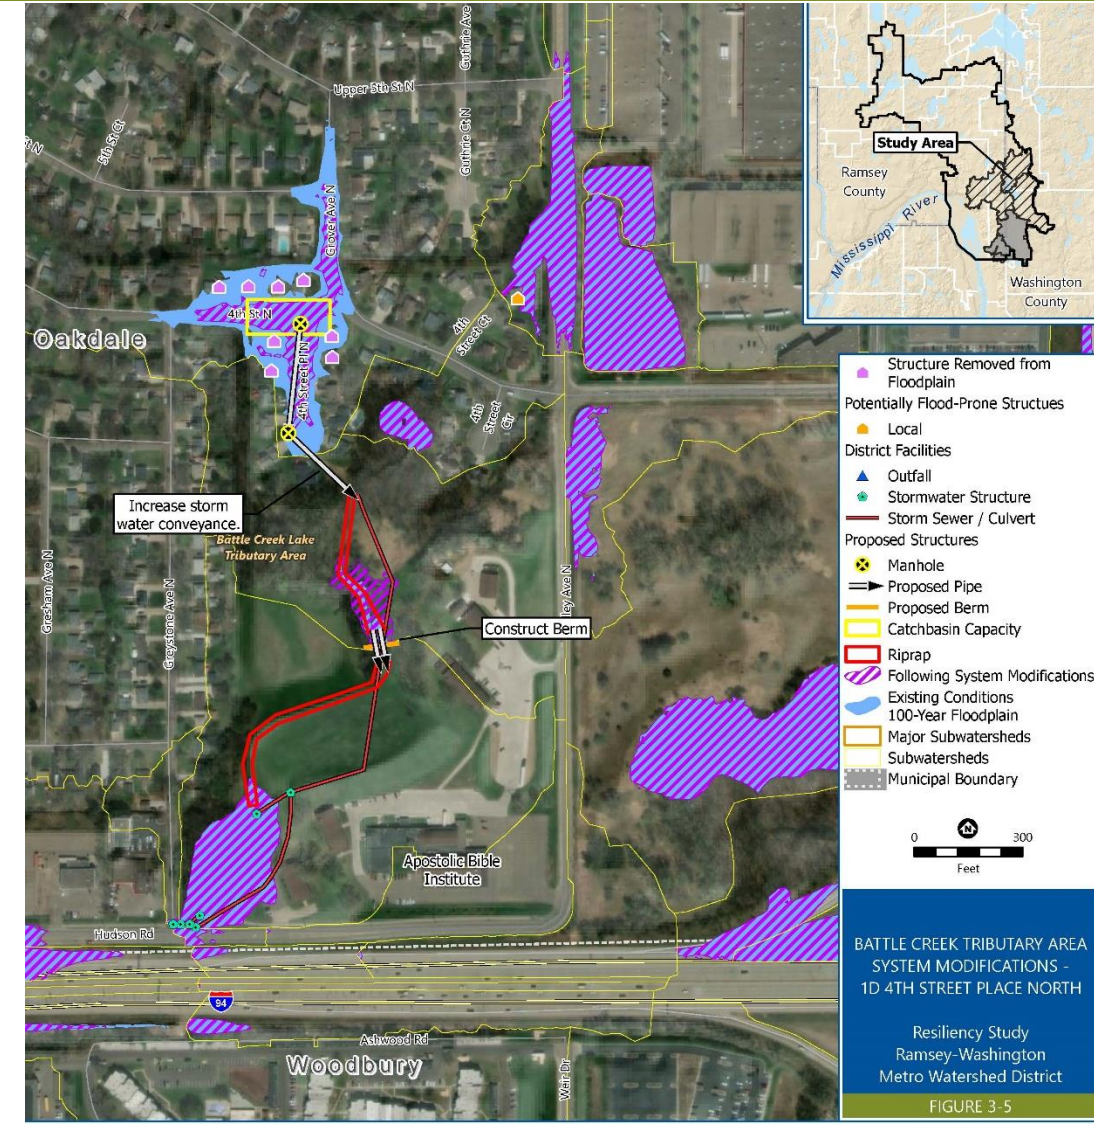 Guthrie Ave
Upper 5th St N
5th St Ct
St N
Guthrie Ct N
Grover Ave N
4th St N
Oakdale
4th
Street Ct
4th Street Pl N
4th
Street
Cir
Increase storm
water conveyance.
Battle Creek Lake
Tributary Area
Gresham Ave N
Greystone Ave N
ley Ave N
Construct Berm
Apostolic Bible
Institute
Hudson Rd
94
Ashwood Rd
Woodbury
Weir Dr
Study Area
Ramsey
County
Mississippi River
Washington
County
Structure Removed from
Floodplain
Potentially Flood-Prone Structues
Local
District Facilities
Outfall
Stormwater Structure
Storm Sewer / Culvert
Proposed Structures
Manhole
Proposed Pipe
Proposed Berm
Catchbasin Capacity
Riprap
Following System Modifications
Existing Conditions
100-Year Floodplain
Major Subwatersheds
Subwatersheds
Municipal Boundary
N
0 300
Feet
BATTLE CREEK TRIBUTARY AREA
SYSTEM MODIFICATIONS -
1D 4TH STREET PLACE NORTH
Resiliency Study
Ramsey-Washington
Metro Watershed District
FIGURE 3-5